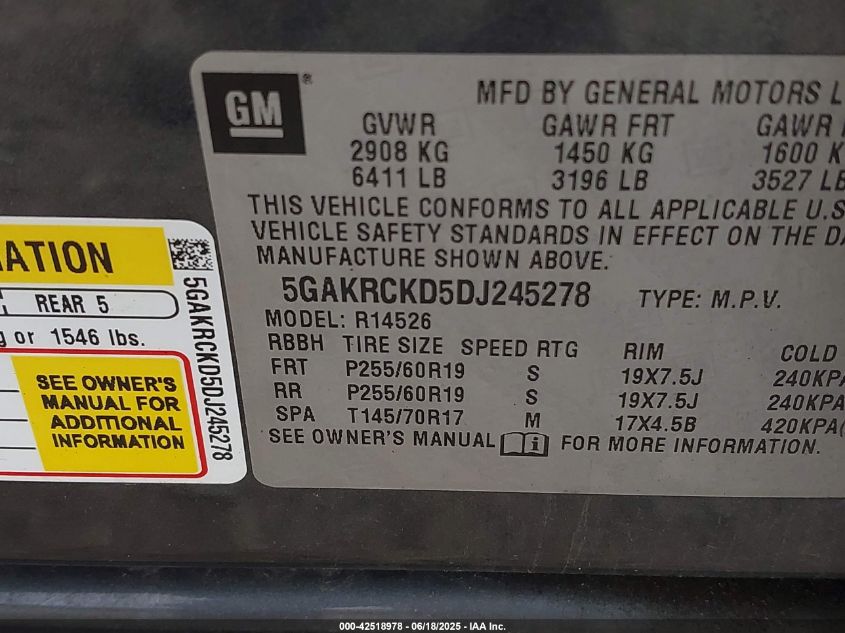 GM ®
MFD BY GENERAL MOTORS L
GVWR GAWR FRT GAWR
2908 KG 1450 KG 1600 K
6411 LB 3196 LB 3527 LB
THIS VEHICLE CONFORMS TO ALL APPLICABLE U.S
VEHICLE SAFETY STANDARDS IN EFFECT ON THE DA
MANUFACTURE SHOWN ABOVE.
5GAKRCKD5DJ245278 TYPE: M.P.V.
MODEL: R14526
RBBH TIRE SIZE SPEED RTG RIM COLD
FRT P255/60R19 S 19X7.5J 240KPA
RR P255/60R19 S 19X7.5J 240KPA
SPA T145/70R17 M 17X4.5B 420KPA(
SEE OWNER'S MANUAL i FOR MORE INFORMATION.
MATION
REAR 5
g or 1546 lbs.
SEE OWNER'S
MANUAL FOR
ADDITIONAL
INFORMATION
5GAKRCKD5DJ245278
000-42518978 - 06/18/2025 - IAA Inc.